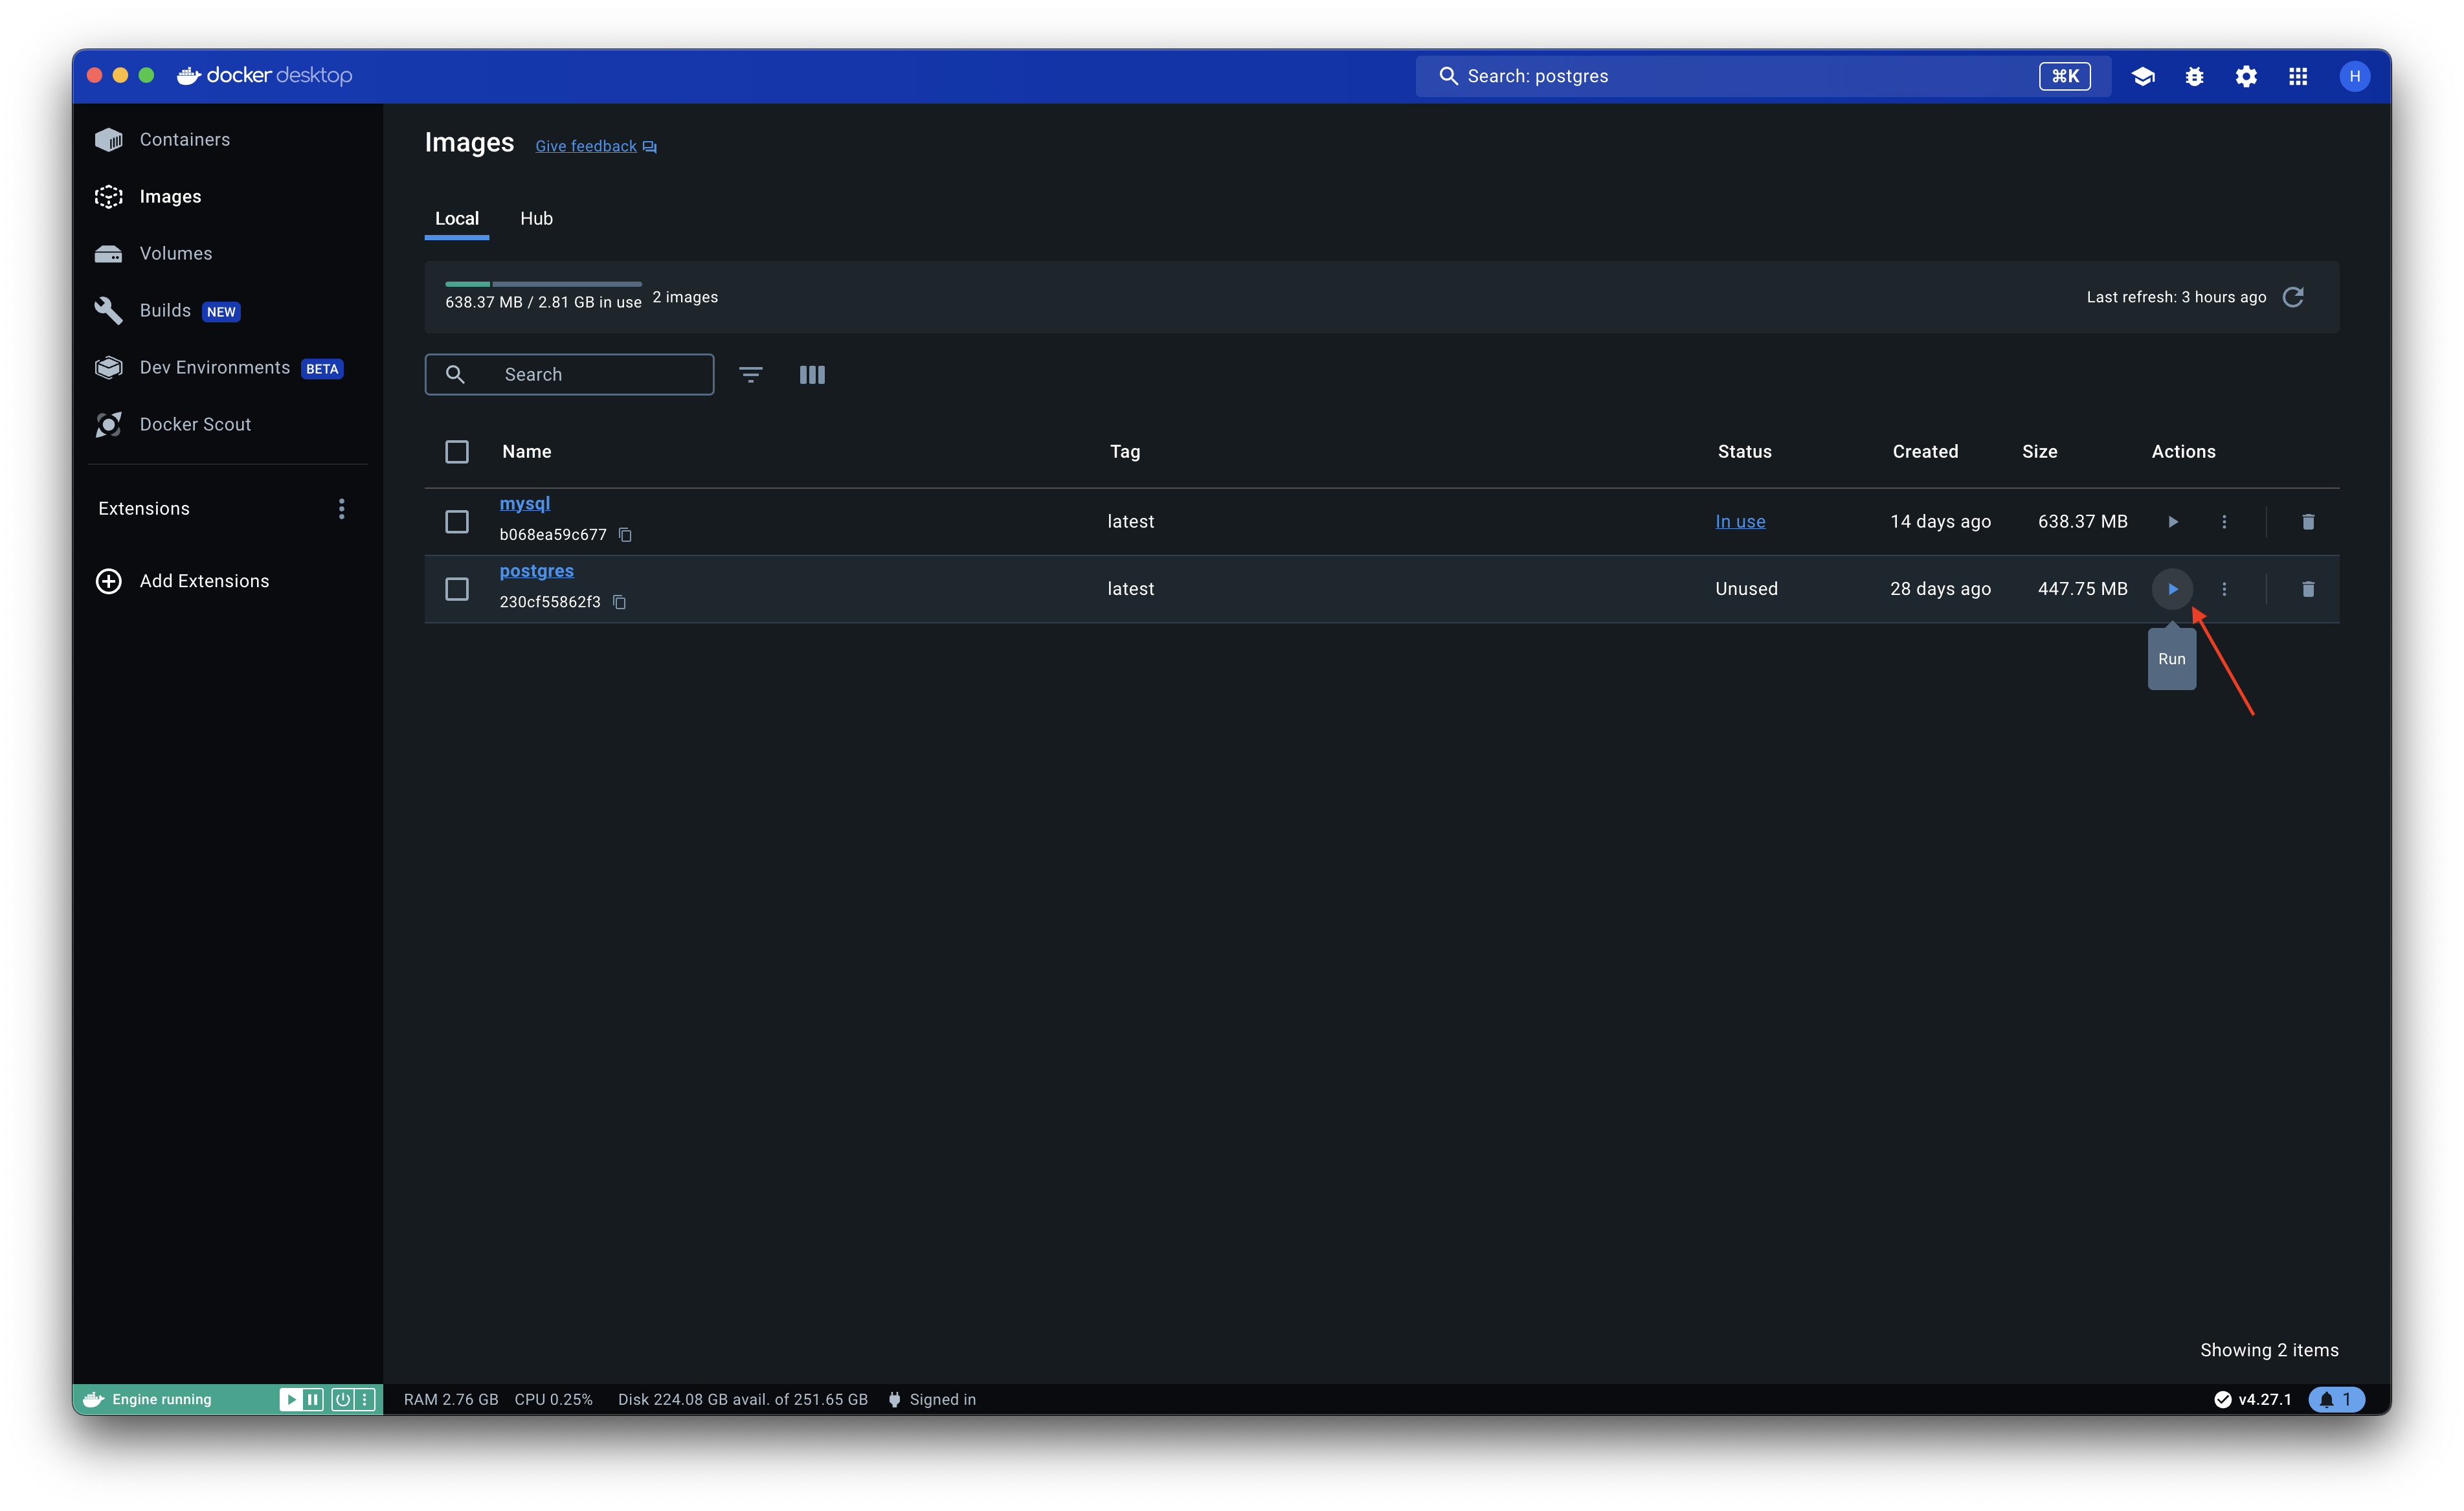 docker desktop
Search: postgres
⌘K
H
Containers
Images
Volumes
Builds NEW
Dev Environments BETA
Docker Scout
Extensions
Add Extensions
Images
Give feedback
Local Hub
638.37 MB / 2.81 GB in use 2 images
Last refresh: 3 hours ago
Search
Name Tag Status Created Size Actions
mysql
b068ea59c677
latest In use 14 days ago 638.37 MB
postgres
230cf55862f3
latest Unused 28 days ago 447.75 MB
Run
Showing 2 items
Engine running
RAM 2.76 GB CPU 0.25% Disk 224.08 GB avail. of 251.65 GB Signed in
v4.27.1
1